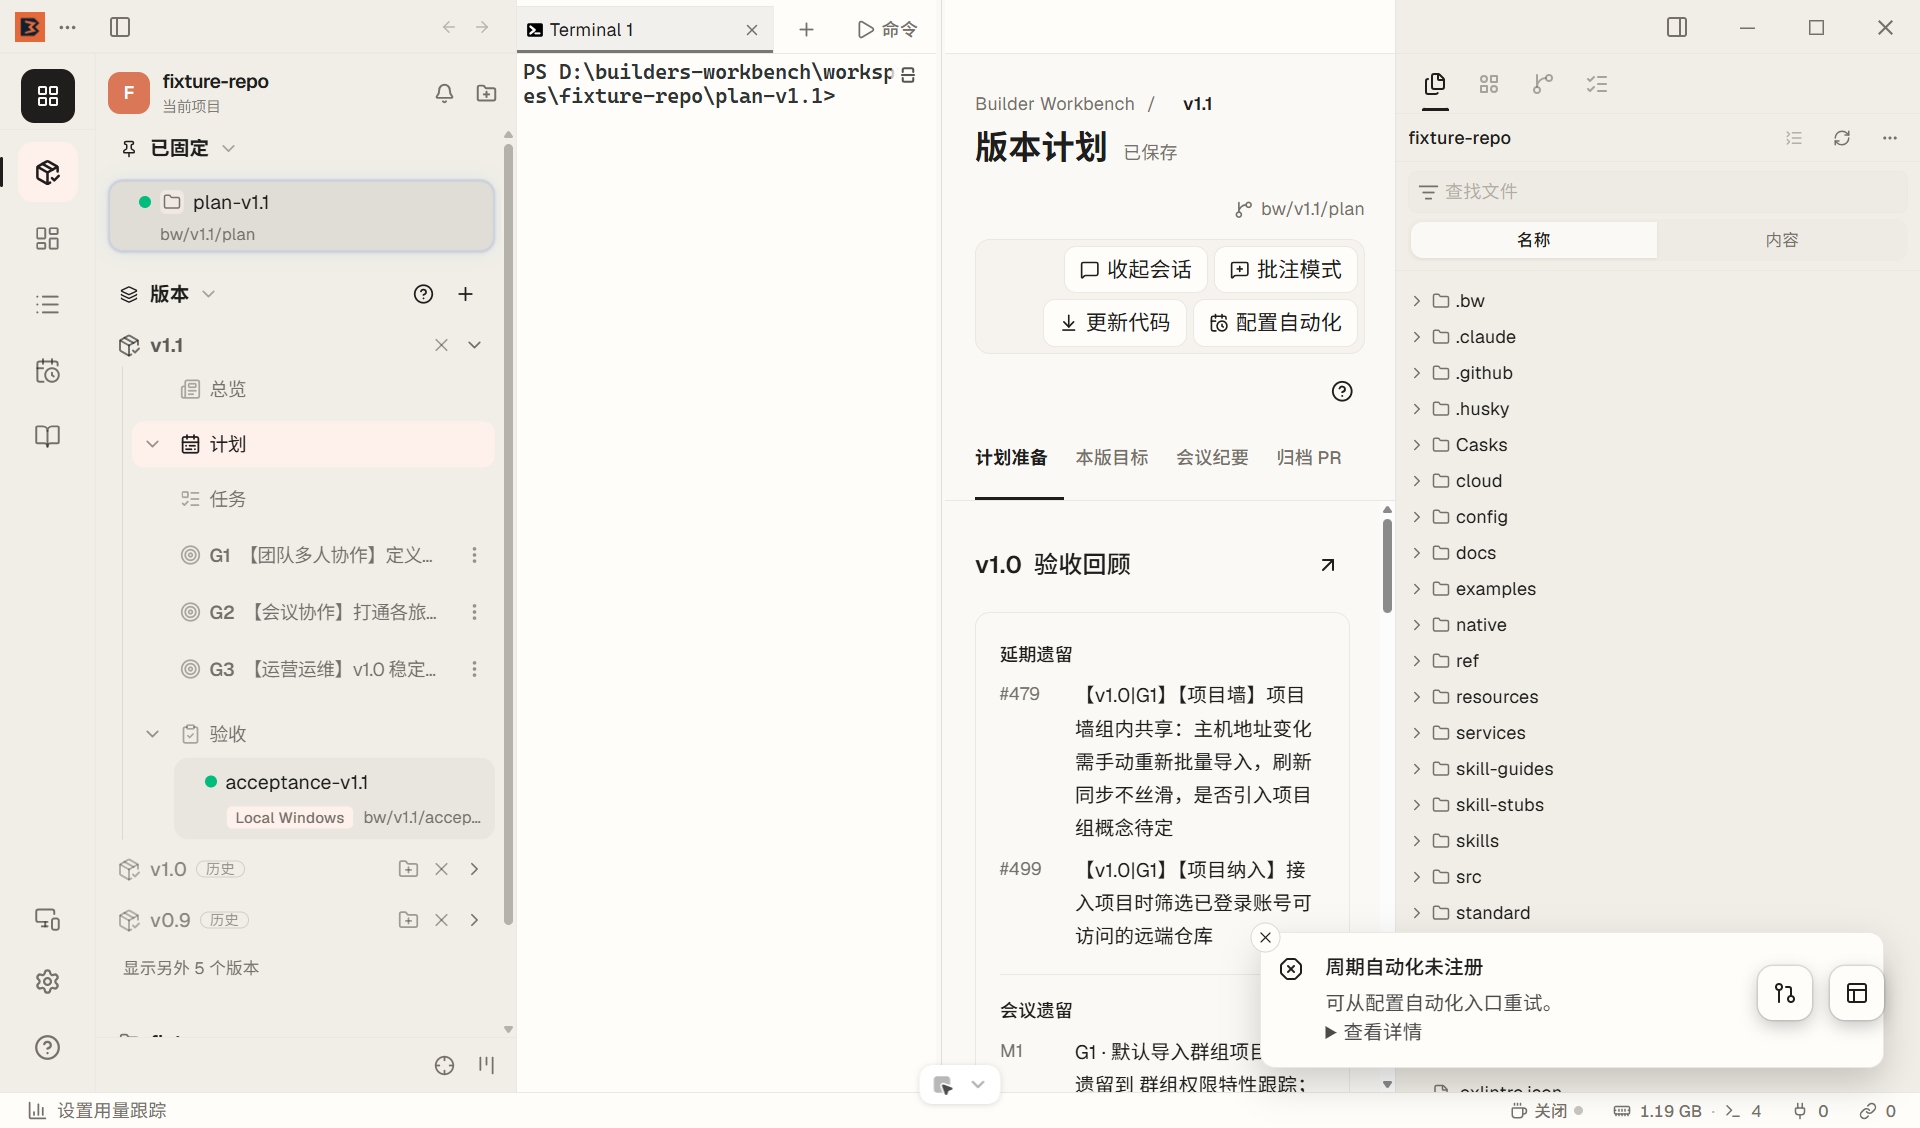 F
fixture-repo
当前项目
已固定
plan-v1.1
bw/v1.1/plan
版本
v1.1
总览
计划
任务
G1 【团队多人协作】定义...
G2 【会议协作】打通各旅...
G3 【运营运维】v1.0 稳定...
验收
acceptance-v1.1
Local Windows bw/v1.1/accep...
v1.0 历史
v0.9 历史
显示另外 5 个版本
设置用量跟踪
Terminal 1
命令
PS D:\builders-workbench\worksp
es\fixture-repo\plan-v1.1>
Builder Workbench / v1.1
版本计划 已保存
bw/v1.1/plan
收起会话 批注模式
更新代码 配置自动化
计划准备 本版目标 会议纪要 归档 PR
v1.0 验收回顾
延期遗留
#479 【v1.0|G1】【项目墙】项目
墙组内共享：主机地址变化
需手动重新批量导入，刷新
同步不丝滑，是否引入项目
组概念待定
#499 【v1.0|G1】【项目纳入】接
入项目时筛选已登录账号可
访问的远端仓库
会议遗留
M1 G1 · 默认导入群组项目
遗留到 群组权限特性跟踪；
fixture-repo
查找文件
名称 内容
.bw
.claude
.github
.husky
Casks
cloud
config
docs
examples
native
ref
resources
services
skill-guides
skill-stubs
skills
src
standard
周期自动化未注册
可从配置自动化入口重试。
查看详情
关闭 1.19 GB · 4 0 0